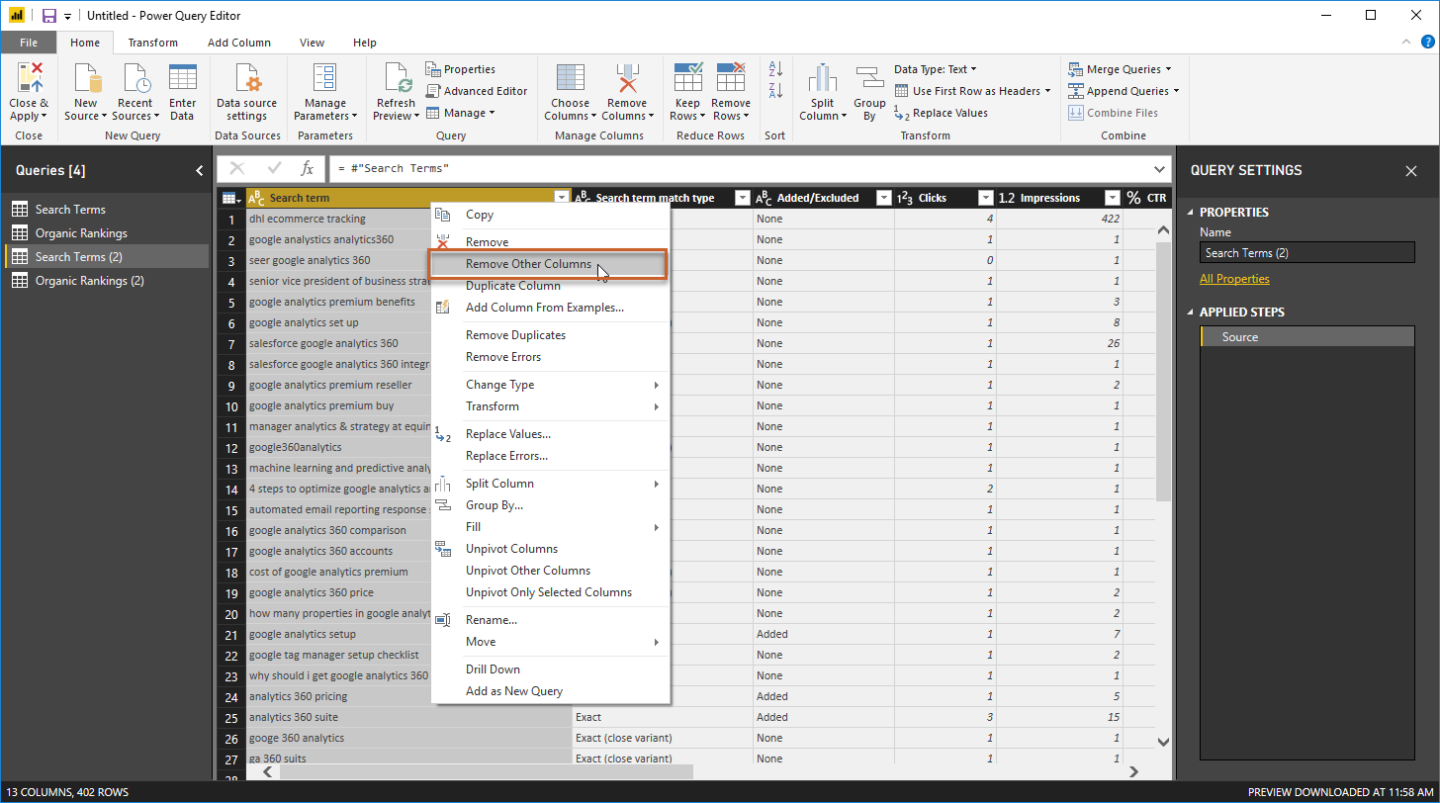 Untitled - Power Query Editor
File Home Transform Add Column View Help
Close & Apply
New Source
Recent Sources
Enter Data
Data source settings
Manage Parameters
Refresh Preview
Properties
Advanced Editor
Manage
Choose Columns
Remove Columns
Keep Rows
Remove Rows
Split Column
Group By
Data Type: Text
Use First Row as Headers
Replace Values
Merge Queries
Append Queries
Combine Files
Close New Query Data Sources Parameters Query Manage Columns Reduce Rows Sort Transform Combine
Queries [4]
Search Terms
Organic Rankings
Search Terms (2)
Organic Rankings (2)
fx = #"Search Terms"
Search term Search term match type Added/Excluded 123 Clicks 1.2 Impressions % CTR
1 dhl ecommerce tracking None 4 422
2 google analystics analytics360 None 1 1
3 seer google analytics 360 None 0 1
4 senior vice president of business strat None 1 1
5 google analytics premium benefits None 1 3
6 google analytics set up None 1 8
7 salesforce google analytics 360 None 1 26
8 salesforce google analytics 360 integr None 1 1
9 google analytics premium reseller None 1 2
10 google analytics premium buy None 1 1
11 manager analytics & strategy at equin None 1 1
12 google360analytics None 1 1
13 machine learning and predictive analy None 1 1
14 4 steps to optimize google analytics a None 2 1
15 automated email reporting response None 1 1
16 google analytics 360 comparison None 1 1
17 google analytics 360 accounts None 1 1
18 cost of google analytics premium None 1 1
19 google analytics 360 price None 1 2
20 how many properties in google analyt None 1 2
21 google analytics setup Added 1 7
22 google tag manager setup checklist None 1 2
23 why should i get google analytics 360 None 1 1
24 analytics 360 pricing Added 1 5
25 analytics 360 suite Exact Added 3 15
26 googe 360 analytics Exact (close variant) None 1 1
27 ga 360 suits Exact (close variant) None 1 1
28
Copy
Remove
Remove Other Columns
Duplicate Column
Add Column From Examples...
Remove Duplicates
Remove Errors
Change Type
Transform
Replace Values...
Replace Errors...
Split Column
Group By...
Fill
Unpivot Columns
Unpivot Other Columns
Unpivot Only Selected Columns
Rename...
Move
Drill Down
Add as New Query
QUERY SETTINGS
PROPERTIES
Name
Search Terms (2)
All Properties
APPLIED STEPS
Source
13 COLUMNS, 402 ROWS
PREVIEW DOWNLOADED AT 11:58 AM